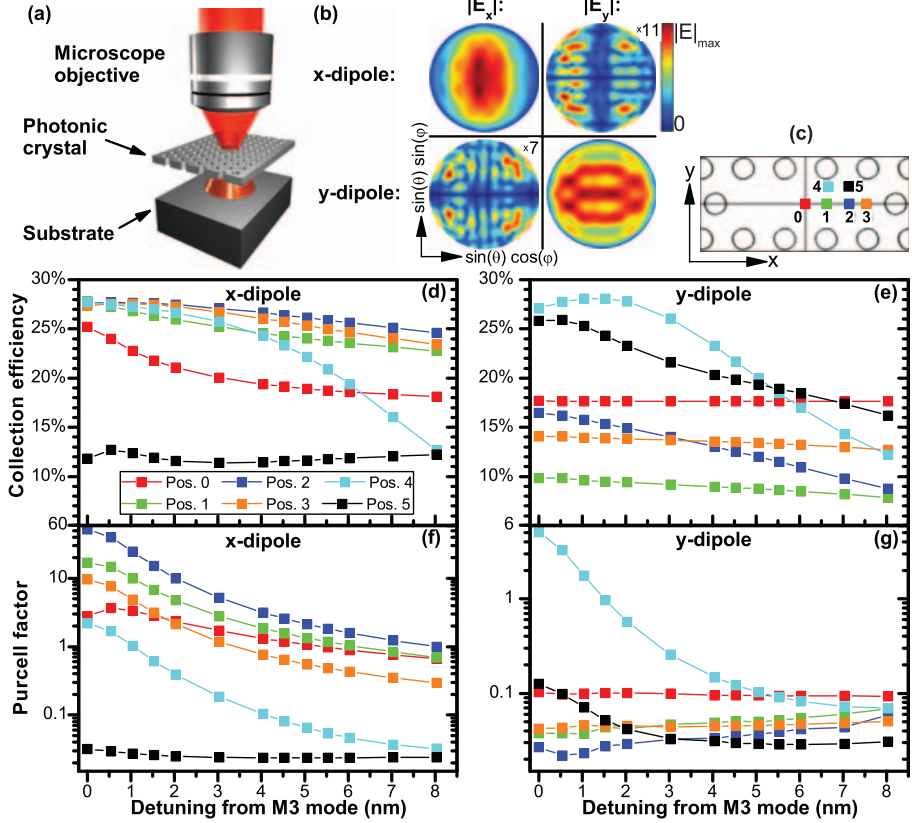 (a)
Microscope
objective
Photonic
crystal
Substrate
(b)
|E_x|:
|E_y|:
x-dipole:
y-dipole:
×11
|E|_max
0
×7
sin(θ) sin(φ)
sin(θ) cos(φ)
(c)
y
x
4 5
0 1 2 3
30%
25%
20%
15%
10%
60
Collection efficiency
x-dipole
(d)
Pos. 0 Pos. 2 Pos. 4
Pos. 1 Pos. 3 Pos. 5
30%
25%
20%
15%
10%
6
y-dipole
(e)
10
1
0.1
Purcell factor
x-dipole
(f)
0 1 2 3 4 5 6 7 8
Detuning from M3 mode (nm)
1
0.1
y-dipole
(g)
0 1 2 3 4 5 6 7 8
Detuning from M3 mode (nm)